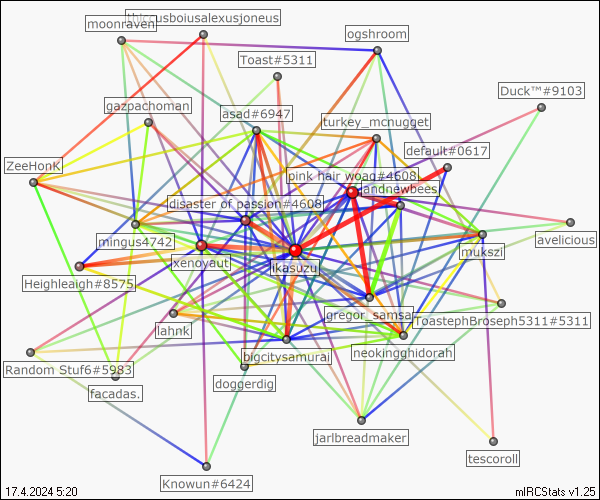 thiccusboiusalexusjoneus
moonraven
ogshroom
Toast#5311
Duck™#9103
gazpachoman
asad#6947
turkey_mcnugget
default#0617
ZeeHonK
pink hair woag#4608
randnewbees
disaster of passion#4608
mingus4742
avelicious
mukszi
xenoyaut
ikasuzu
Heighleaigh#8575
gregor_samsa
ToastephBroseph5311#5311
lahnK
neokingghidorah
bigcitysamurai
Random Stuf6#5983
doggerdig
facadas.
jarlbreadmaker
tescoroll
Knowun#6424
17.4.2024 5:20
mIRCStats v1.25